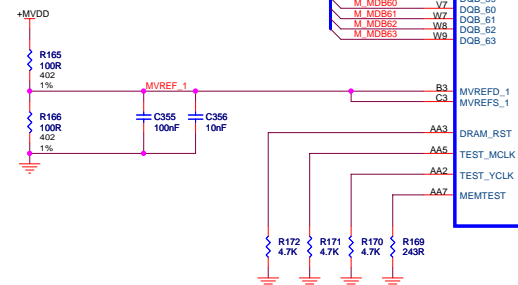 M_MDB60
V7
DQB_60
M_MDB61
W7
DQB_61
M_MDB62
W8
DQB_62
M_MDB63
W9
DQB_63
+MVDD
R165
100R
402
1%
MVREF_1
R166
100R
402
1%
C355
100nF
C356
10nF
B3
MVREFD_1
C3
MVREFS_1
AA3
DRAM_RST
AA5
TEST_MCLK
AA2
TEST_YCLK
AA7
MEMTEST
R172
4.7K
R171
4.7K
R170
4.7K
R169
243R